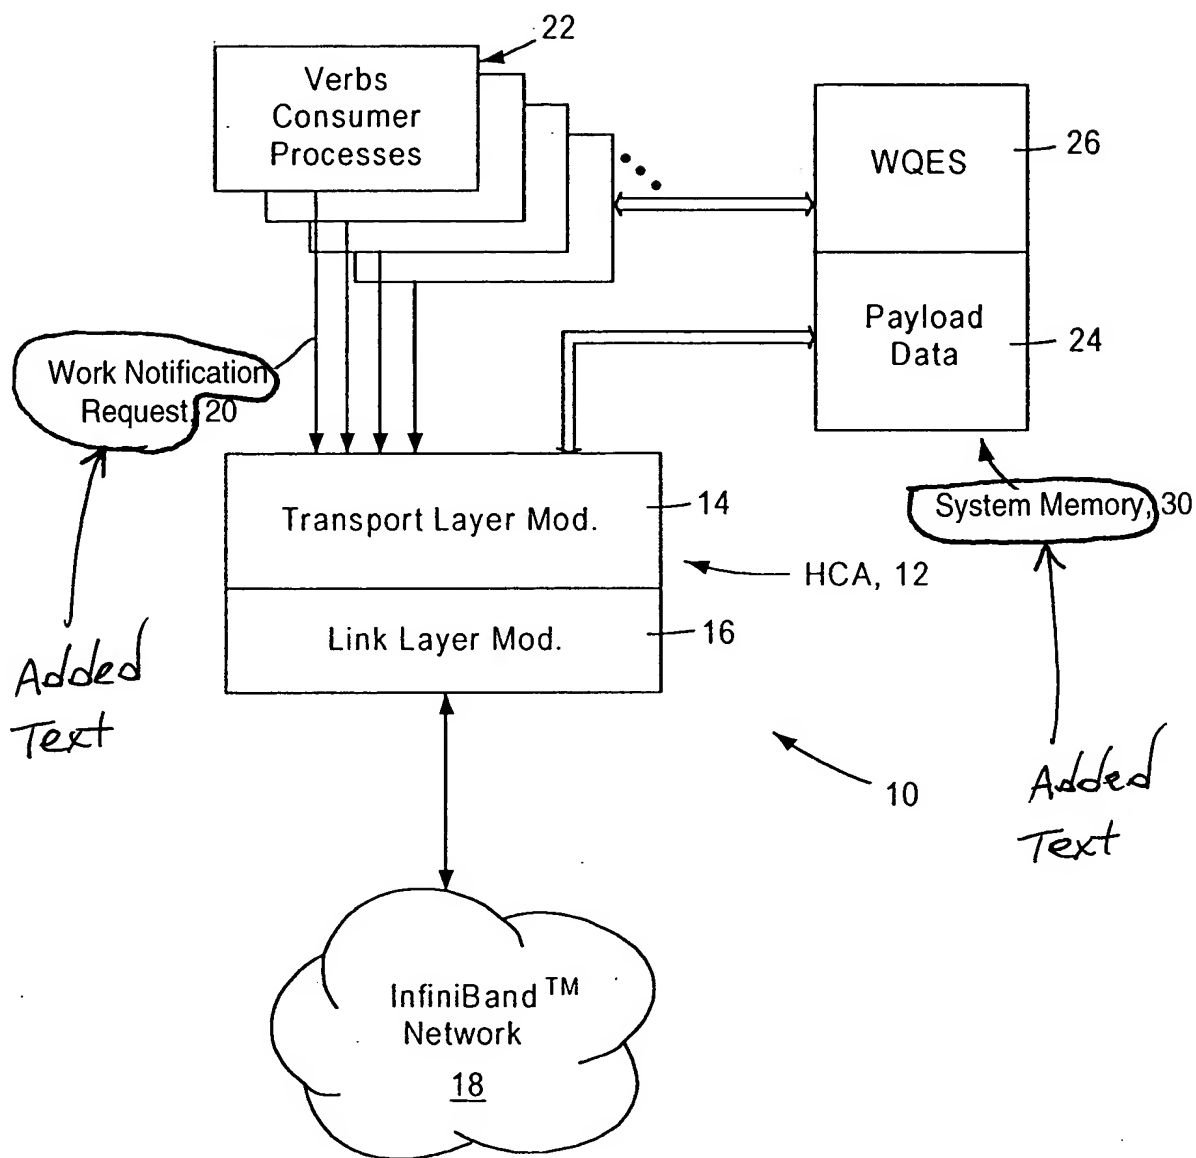 22
Verbs
Consumer
Processes
WQES
26
Payload
Data
24
Work Notification
Request, 20
System Memory, 30
Transport Layer Mod.
14
HCA, 12
Link Layer Mod.
16
Added
Text
10
Added
Text
InfiniBand™
Network
18